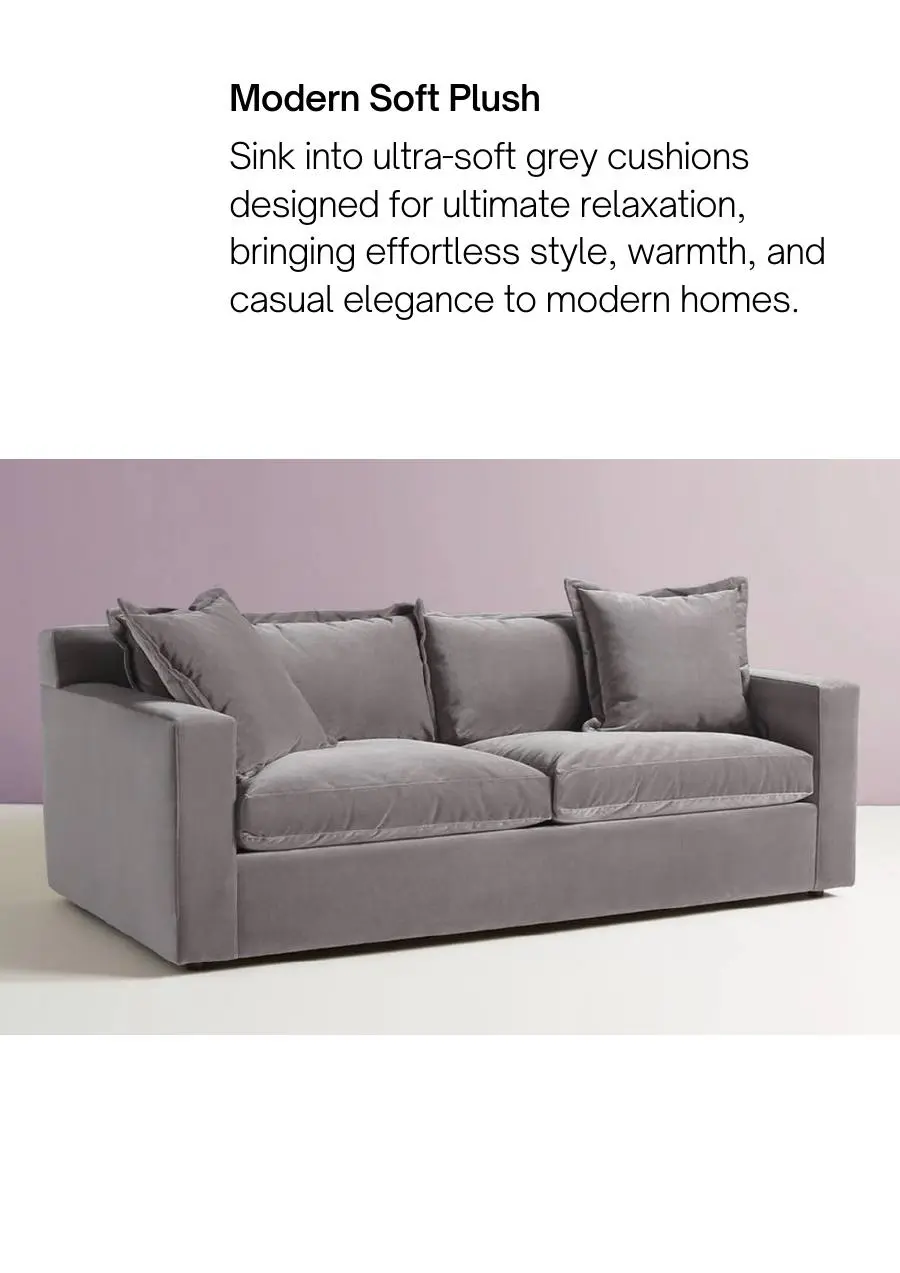 Modern Soft Plush
Sink into ultra-soft grey cushions
designed for ultimate relaxation,
bringing effortless style, warmth, and
casual elegance to modern homes.